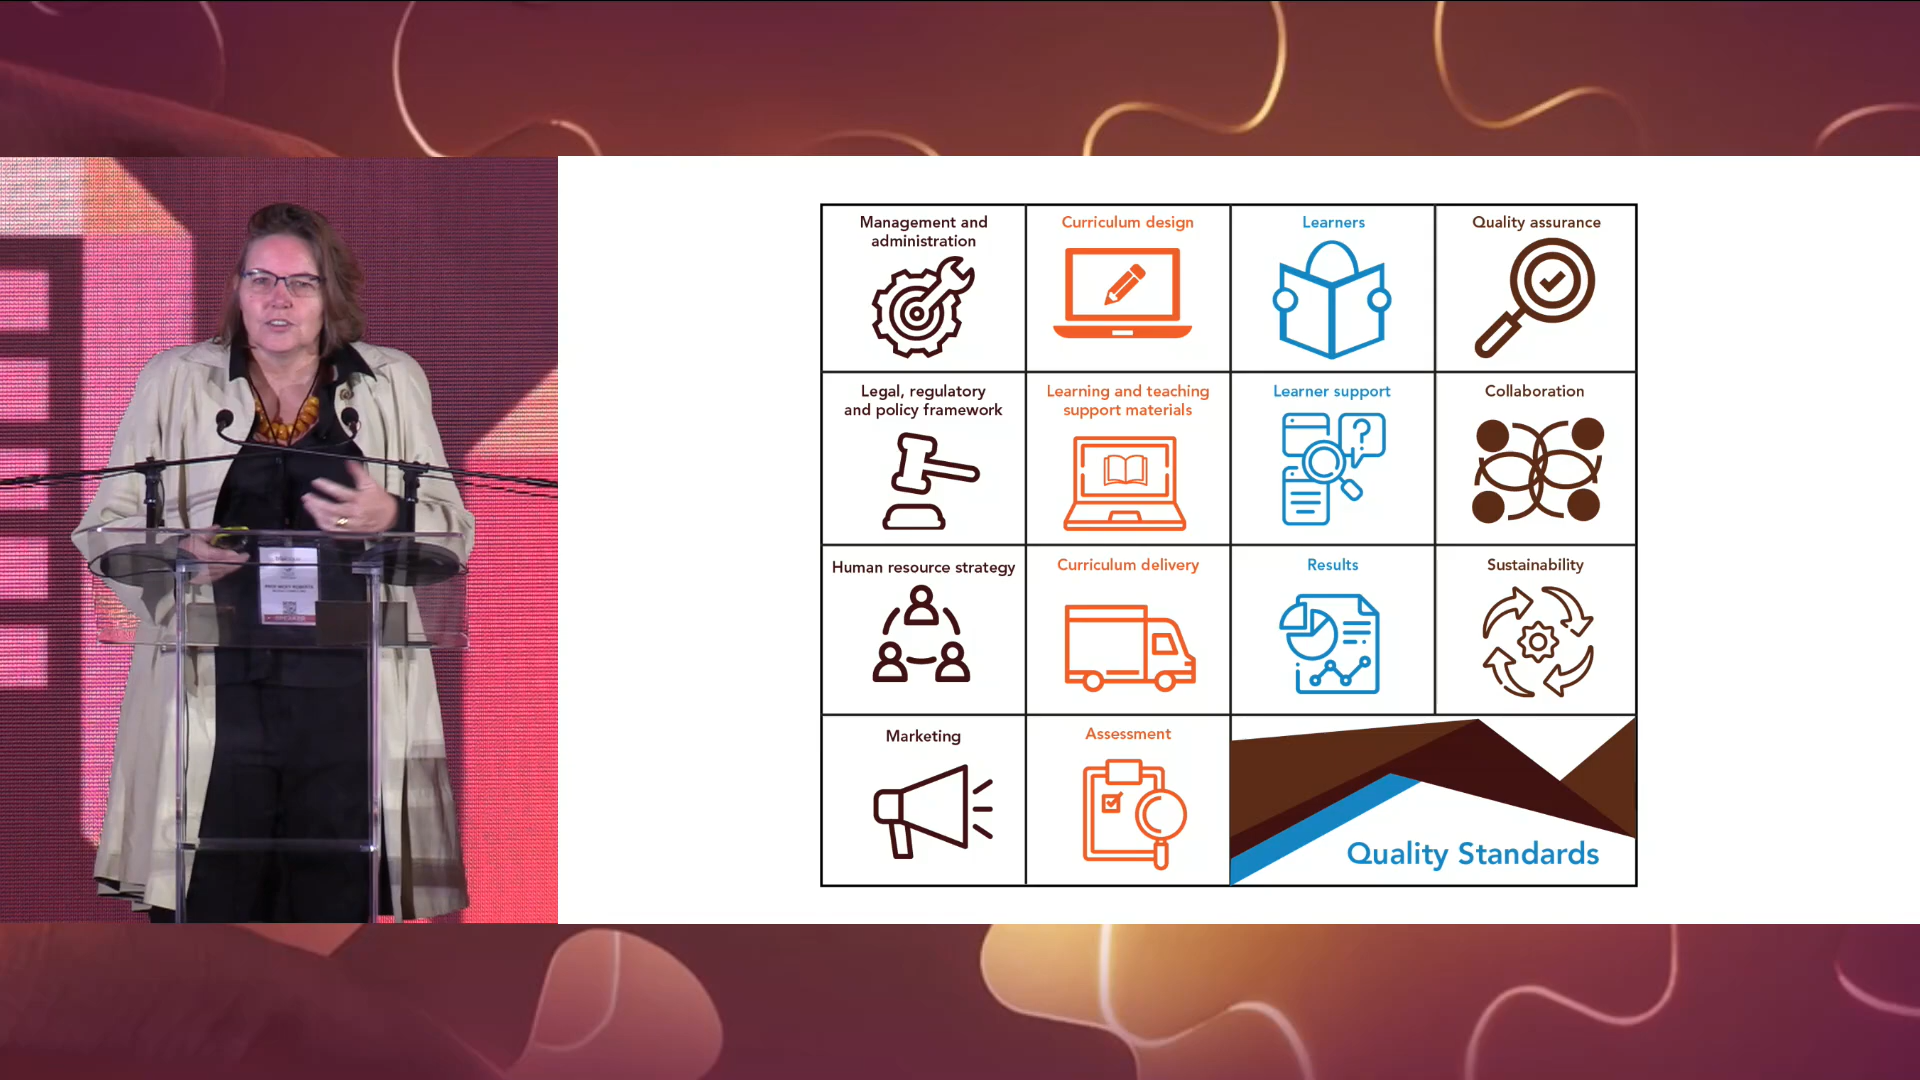 Management and
administration
Curriculum design
Learners
Quality assurance
Legal, regulatory
and policy framework
Learning and teaching
support materials
Learner support
?
Collaboration
Human resource strategy
Curriculum delivery
Results
Sustainability
Marketing
Assessment
Quality Standards